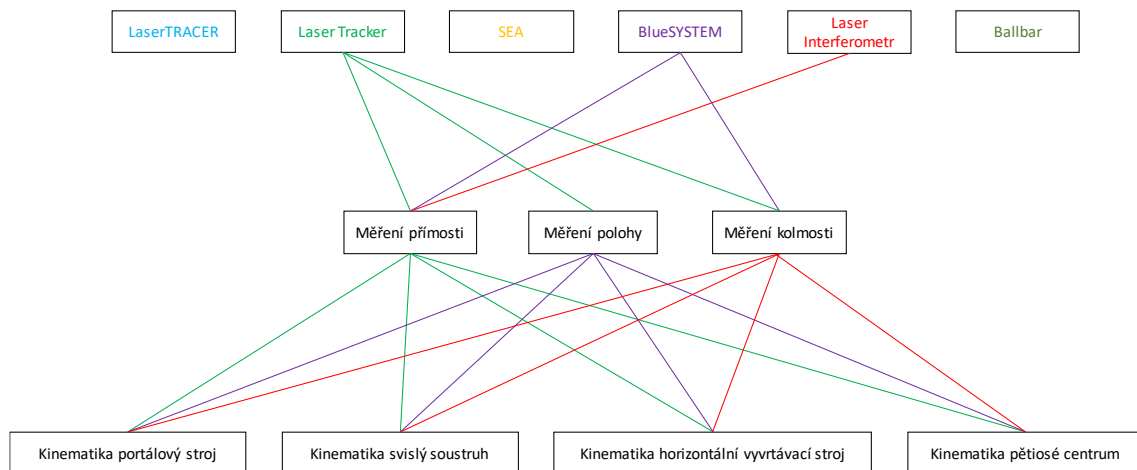 LaserTRACER
Laser Tracker
SEA
BlueSYSTEM
Laser
Interferometr
Ballbar
Měření přímosti
Měření polohy
Měření kolmosti
Kinematika portálový stroj
Kinematika svislý soustruh
Kinematika horizontální vyvrtávací stroj
Kinematika pětiosé centrum